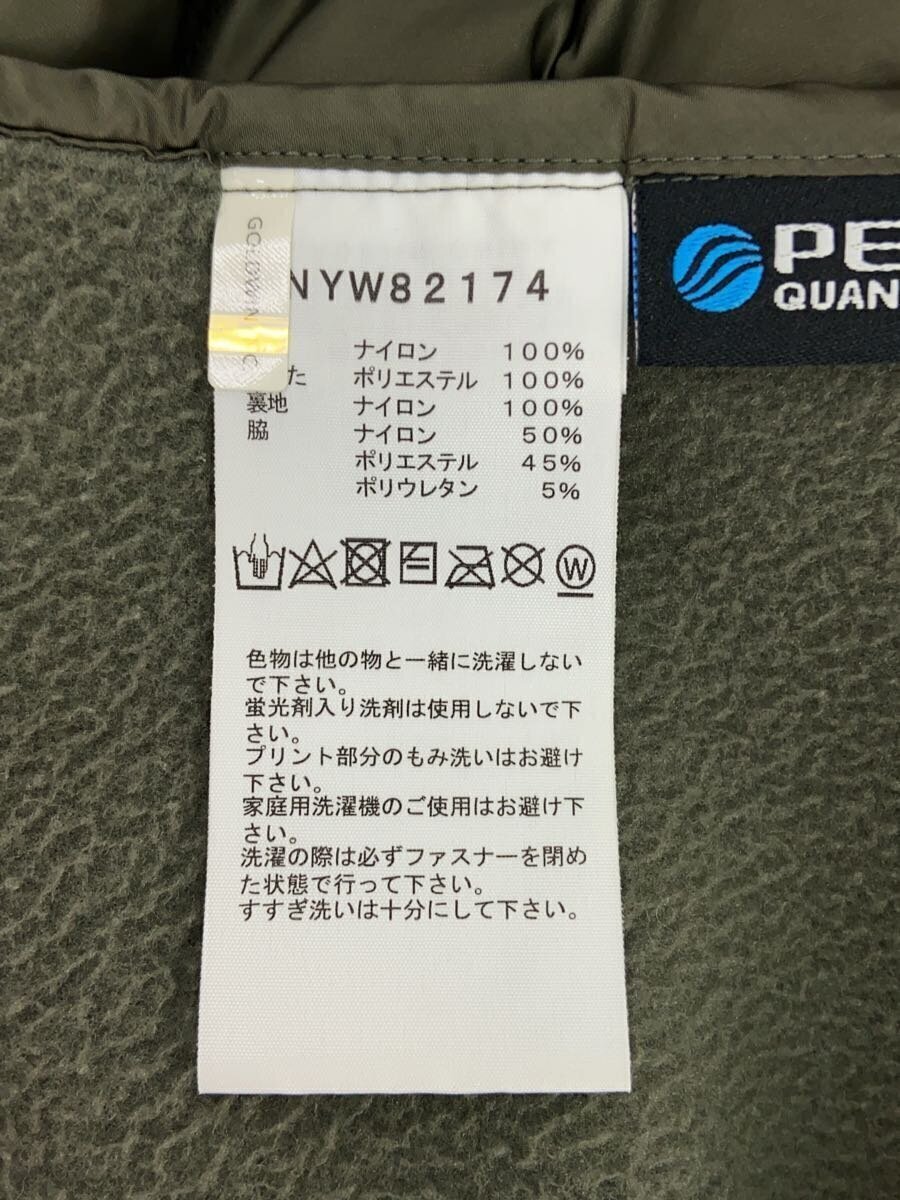 GOLDWIN
NYW82174
ナイロン 100%
た ポリエステル 100%
裏地 ナイロン 100%
脇 ナイロン 50%
ポリエステル 45%
ポリウレタン 5%
W
色物は他の物と一緒に洗濯しない
で下さい。
蛍光剤入り洗剤は使用しないで下
さい。
プリント部分のもみ洗いはお避け
下さい。
家庭用洗濯機のご使用はお避け下
さい。
洗濯の際は必ずファスナーを閉め
た状態で行って下さい。
すすぎ洗いは十分にして下さい。
PE
QUAN